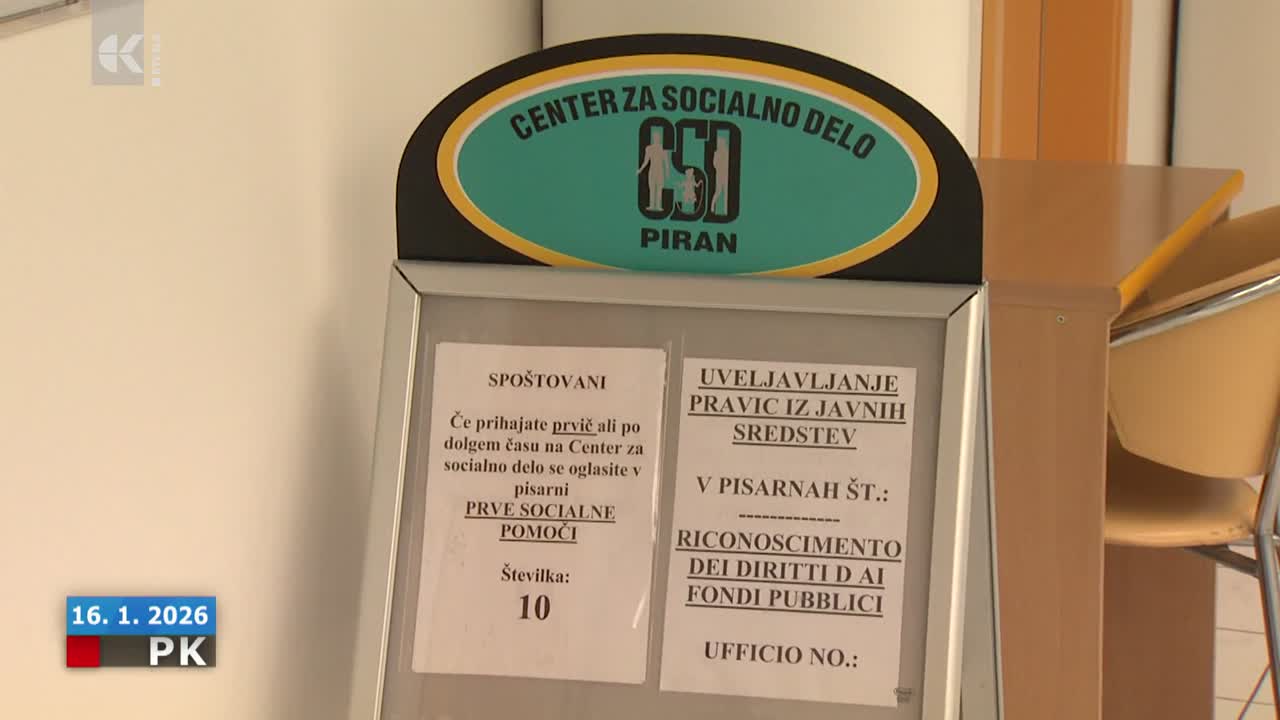 CENTER ZA SOCIALNO DELO
CSD
PIRAN
SPOŠTOVANI
Če prihajate prvič ali po
dolgem času na Center za
socialno delo se oglasite v
pisarni
PRVE SOCIALNE
POMOČI
Številka:
10
UVELJAVLJANJE
PRAVIC IZ JAVNIH
SREDSTEV
V PISARNAH ŠT.:
-------------
RICONOSCIMENTO
DEI DIRITTI D AI
FONDI PUBBLICI
UFFICIO NO.:
16. 1. 2026
PK